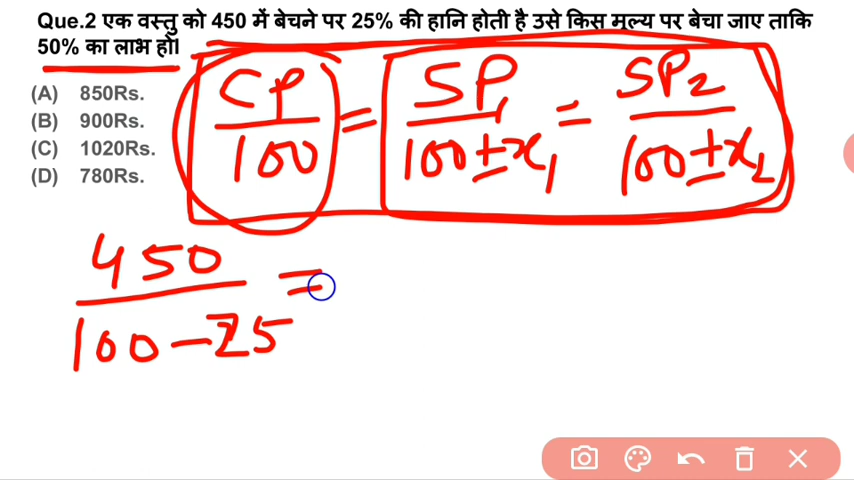 Que.2 एक वस्तु को 450 में बेचने पर 25% की हानि होती है उसे किस मूल्य पर बेचा जाए ताकि
50% का लाभ हो।
(A) 850Rs.
(B) 900Rs.
(C) 1020Rs.
(D) 780Rs.
CP/100 = SP₁/100±x₁ = SP₂/100±x₂
450/100-25 =